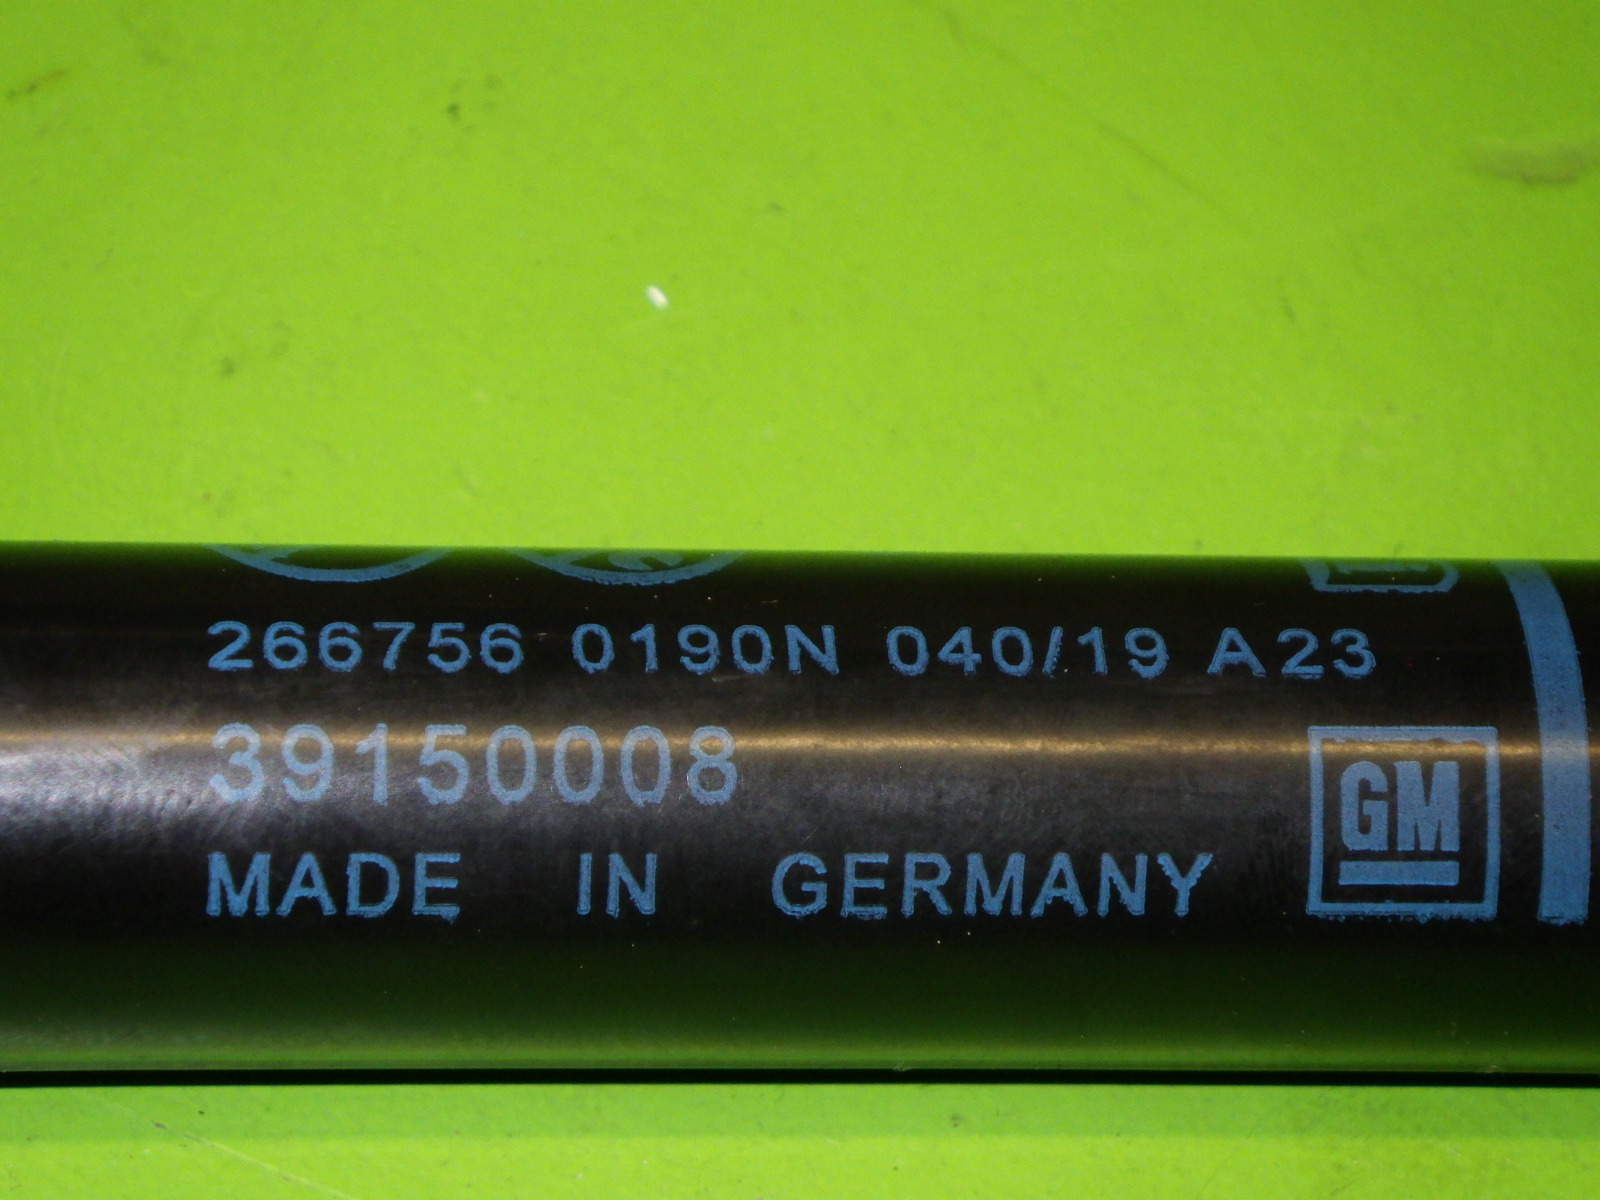 266756 0190N 040/19 A23
39150008
MADE IN GERMANY
GM